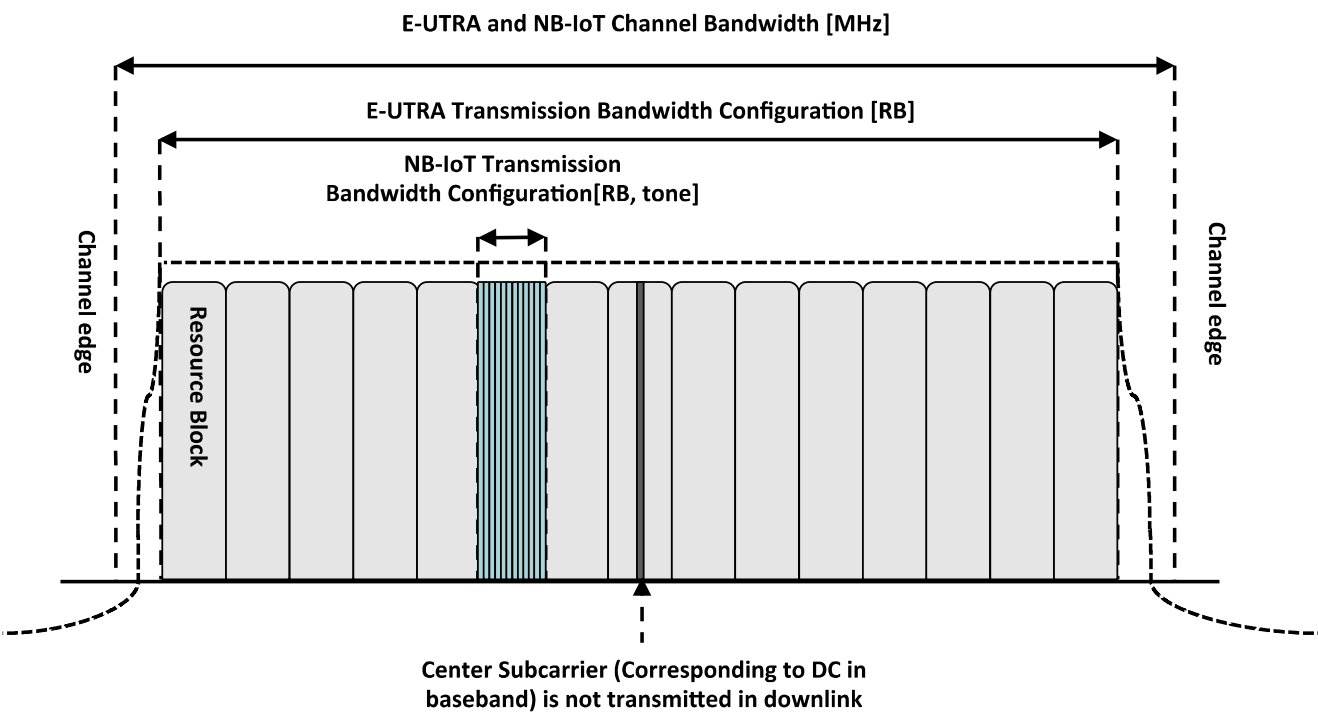 E-UTRA and NB-IoT Channel Bandwidth [MHz]
E-UTRA Transmission Bandwidth Configuration [RB]
NB-IoT Transmission
Bandwidth Configuration[RB, tone]
Channel edge
Channel edge
Resource Block
Center Subcarrier (Corresponding to DC in
baseband) is not transmitted in downlink